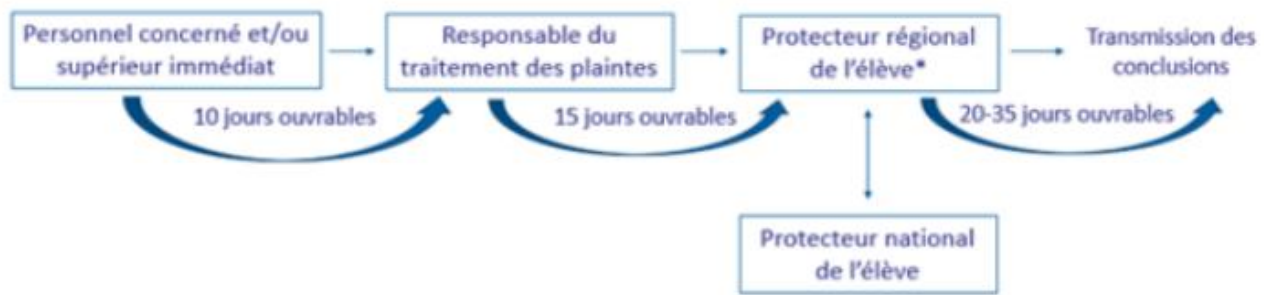 Personnel concerné et/ou
supérieur immédiat
Responsable du
traitement des plaintes
Protecteur régional
de l'élève*
Transmission des
conclusions
10 jours ouvrables
15 jours ouvrables
20-35 jours ouvrables
Protecteur national
de l'élève